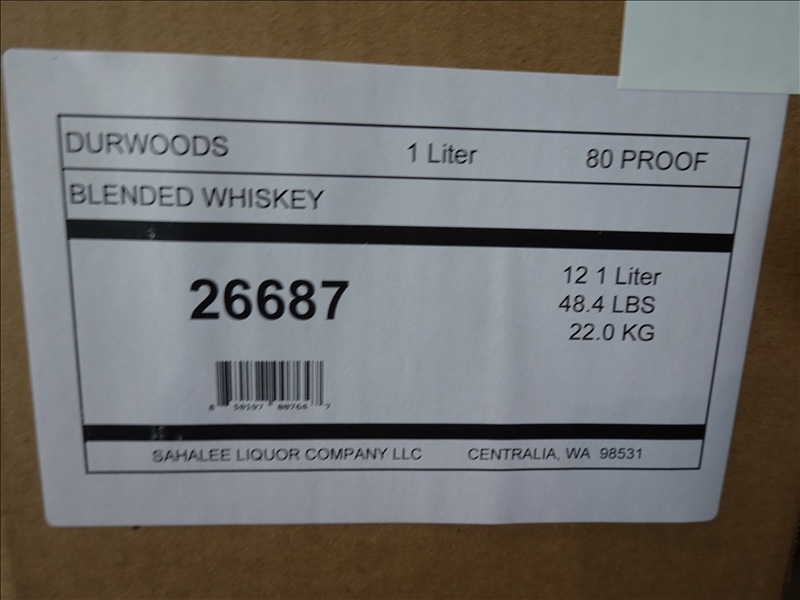 DURWOODS 1 Liter 80 PROOF
BLENDED WHISKEY
26687
12 1 Liter
48.4 LBS
22.0 KG
SAHALEE LIQUOR COMPANY LLC CENTRALIA, WA 98531